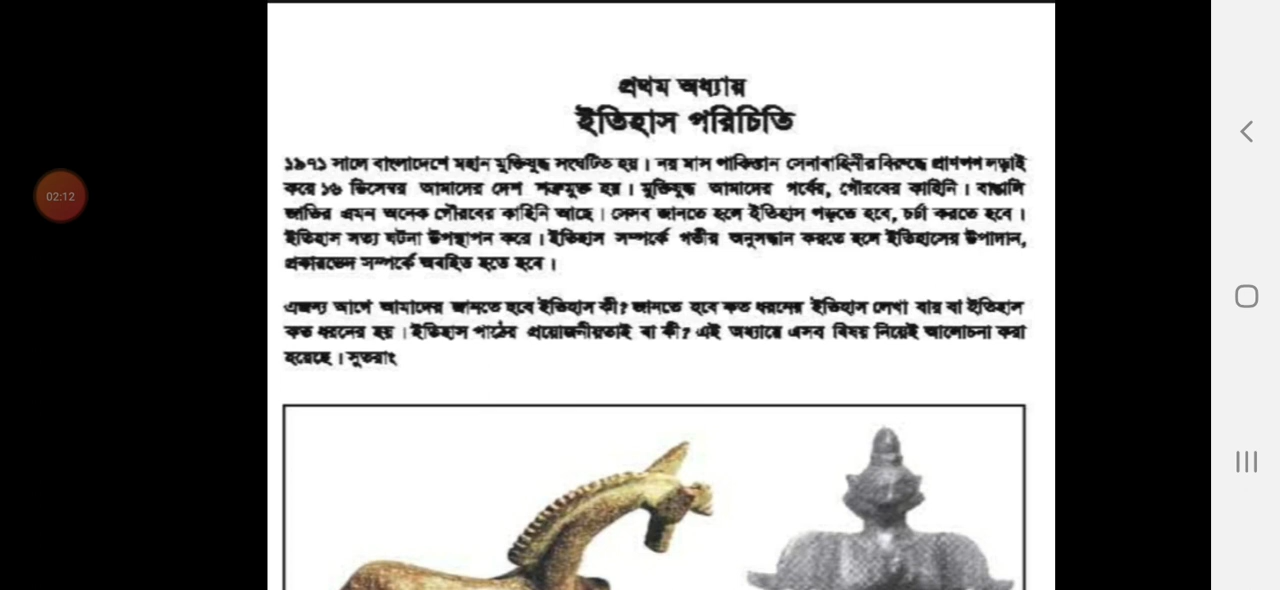 প্রথম অধ্যায়
ইতিহাস পরিচিতি
১৯৭১ সালে বাংলাদেশে মহান মুক্তিযুদ্ধ সংঘটিত হয়। নয় মাস পাকিস্তান সেনাবাহিনীর বিরুদ্ধে প্রাণপণ লড়াই
করে ১৬ ডিসেম্বর আমাদের দেশ শত্রুমুক্ত হয়। মুক্তিযুদ্ধ আমাদের গর্বের, গৌরবের কাহিনি। বাঙালি
জাতির এমন অনেক গৌরবের কাহিনি আছে। সেসব জানতে হলে ইতিহাস পড়তে হবে, চর্চা করতে হবে।
ইতিহাস সত্য ঘটনা উপস্থাপন করে। ইতিহাস সম্পর্কে গভীর অনুসন্ধান করতে হলে ইতিহাসের উপাদান,
প্রকারভেদ সম্পর্কে অবহিত হতে হবে।
এজন্য আগে আমাদের জানতে হবে ইতিহাস কী? জানতে হবে কত ধরনের ইতিহাস লেখা যায় বা ইতিহাস
কত ধরনের হয়। ইতিহাস পাঠের প্রয়োজনীয়তাই বা কী? এই অধ্যায়ে এসব বিষয় নিয়েই আলোচনা করা
হয়েছে। সুতরাং
02:12